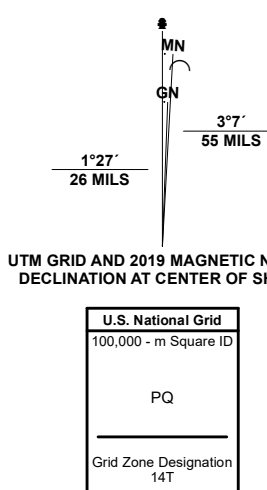 MN
GN
3°7´
55 MILS
1°27´
26 MILS
UTM GRID AND 2019 MAGNETIC N
DECLINATION AT CENTER OF SH
U.S. National Grid
100,000 - m Square ID
PQ
Grid Zone Designation
14T